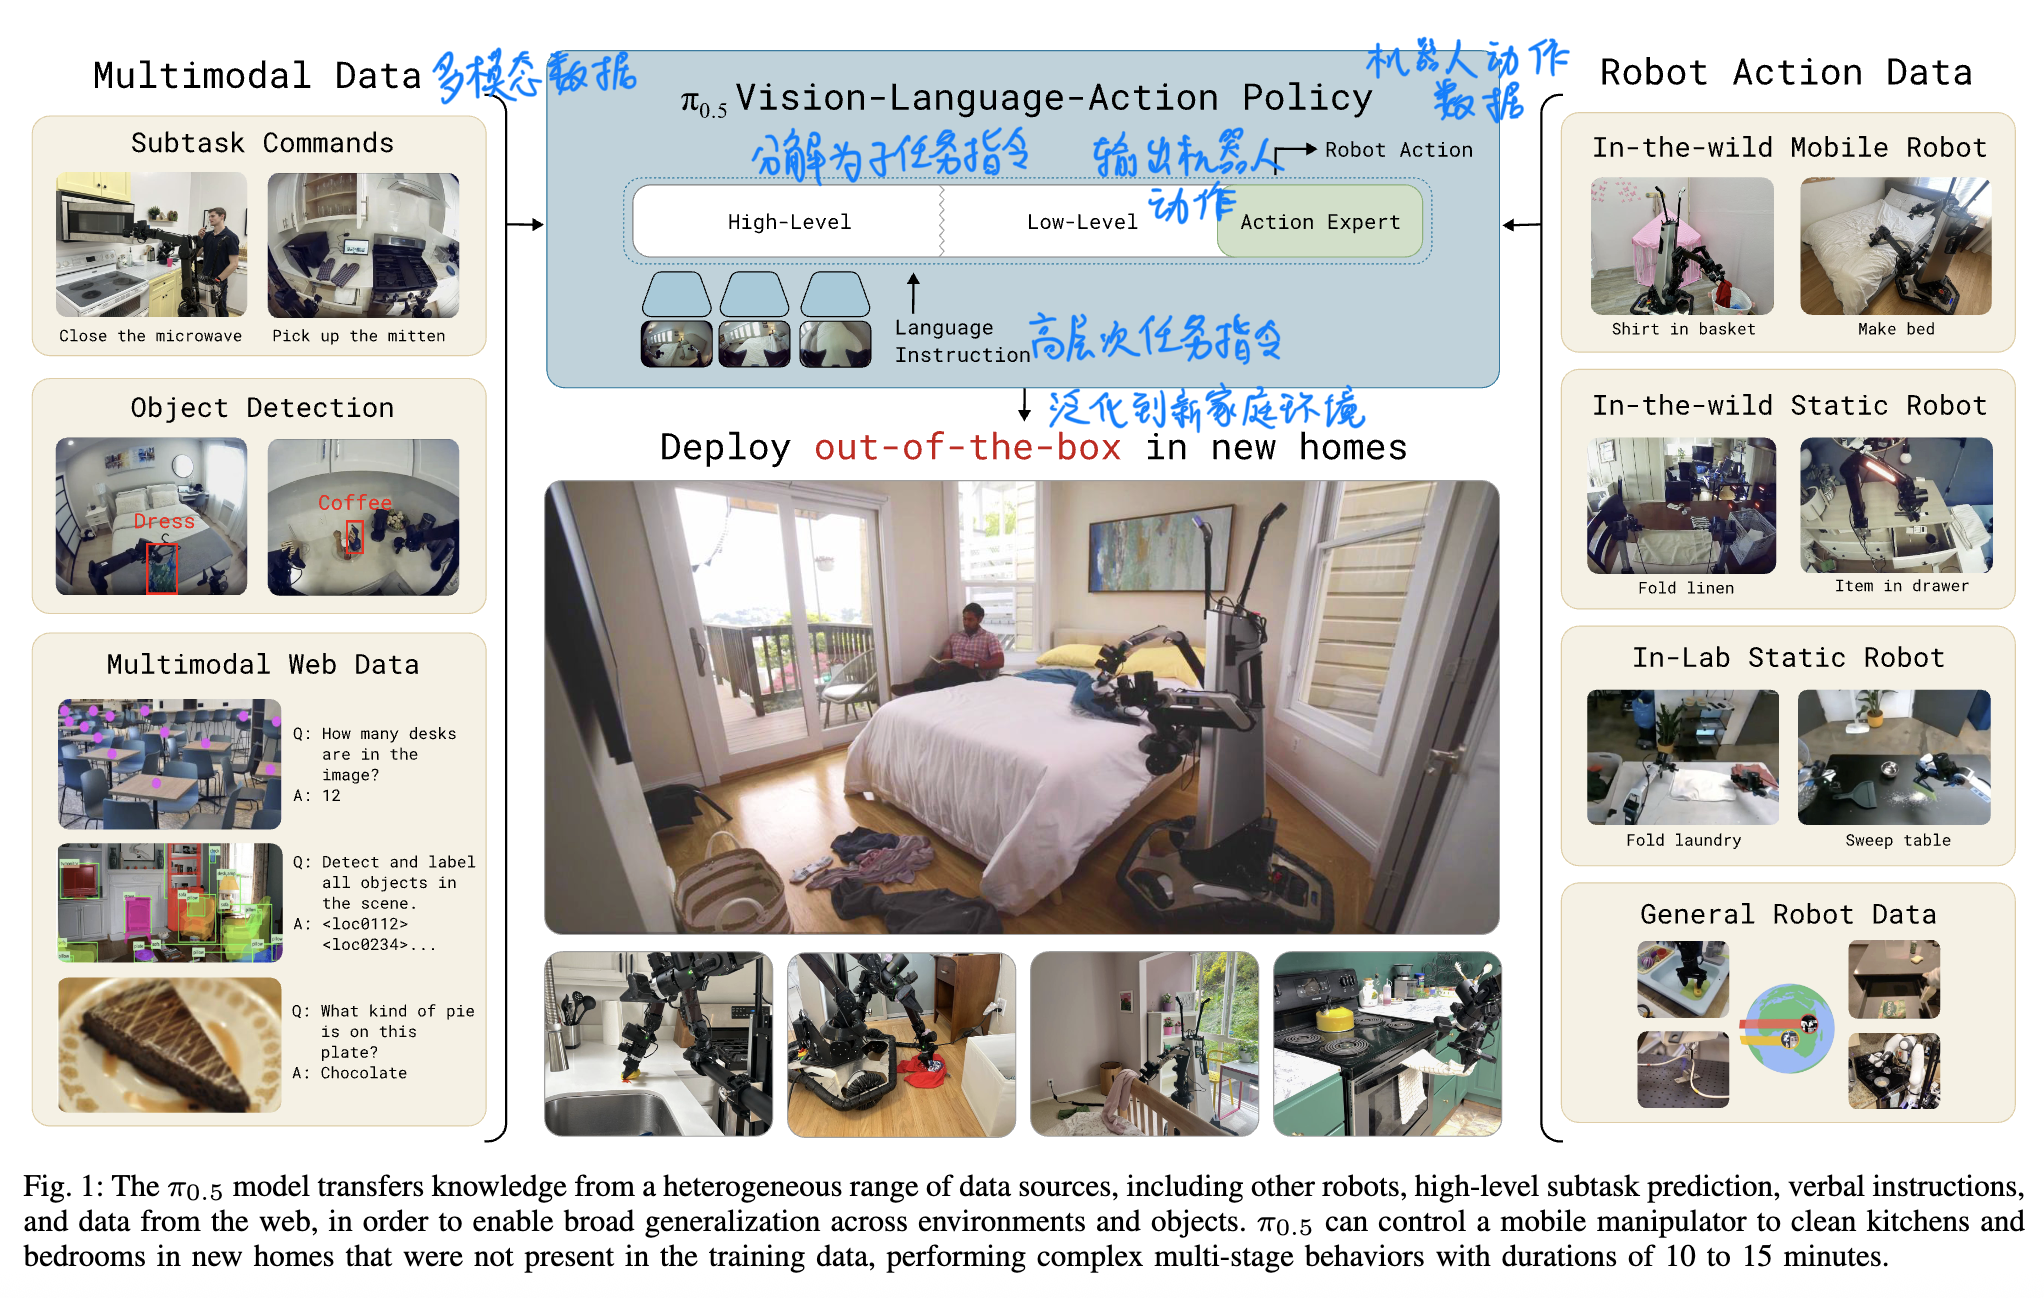 Multimodal Data 多模态数据
Subtask Commands
Close the microwave
Pick up the mitten
Object Detection
Dress
Coffee
Multimodal Web Data
Q: How many desks
are in the
image?
A: 12
Q: Detect and label
all objects in
the scene.
A: <loc0112>
<loc0234>...
Q: What kind of pie
is on this
plate?
A: Chocolate
π0.5 Vision-Language-Action Policy
分解为子任务指令
输出机器人
动作
Robot Action
High-Level
Low-Level
Action Expert
Language
Instruction
高层次任务指令
泛化到新家庭环境
Deploy out-of-the-box in new homes
机器人动作
数据
Robot Action Data
In-the-wild Mobile Robot
Shirt in basket
Make bed
In-the-wild Static Robot
Fold linen
Item in drawer
In-Lab Static Robot
Fold laundry
Sweep table
General Robot Data
Fig. 1: The π0.5 model transfers knowledge from a heterogeneous range of data sources, including other robots, high-level subtask prediction, verbal instructions,
and data from the web, in order to enable broad generalization across environments and objects. π0.5 can control a mobile manipulator to clean kitchens and
bedrooms in new homes that were not present in the training data, performing complex multi-stage behaviors with durations of 10 to 15 minutes.